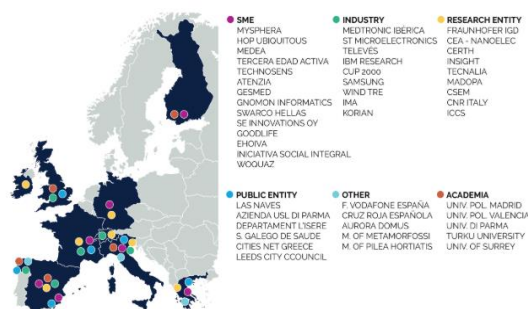 SME
MYSPHERA
HOP UBIQUITOUS
MEDEA
TERCERA EDAD ACTIVA
TECHNOSENS
ATENZIA
GESMED
GNOMON INFORMATICS
SWARCO HELLAS
SE INNOVATIONS OY
GOODLIFE
EHOIVA
INICIATIVA SOCIAL INTEGRAL
WOQUAZ
INDUSTRY
MEDTRONIC IBÉRICA
ST MICROELECTRONICS
TELEVÉS
IBM RESEARCH
CUP 2000
SAMSUNG
WIND TRE
IMA
KORIAN
RESEARCH ENTITY
FRAUNHOFER IGD
CEA - NANOELEC
CERTH
INSIGHT
TECNALIA
MADOPA
CSEM
CNR ITALY
ICCS
PUBLIC ENTITY
LAS NAVES
AZIENDA USL DI PARMA
DEPARTAMENT L'ISERE
S. GALEGO DE SAUDE
CITIES NET GREECE
LEEDS CITY CCOUNCIL
OTHER
F. VODAFONE ESPAÑA
CRUZ ROJA ESPAÑOLA
AURORA DOMUS
M. OF METAMORFOSSI
M. OF PILEA HORTIATIS
ACADEMIA
UNIV. POL. MADRID
UNIV. POL. VALENCIA
UNIV. DI PARMA
TURKU UNIVERSITY
UNIV. OF SURREY